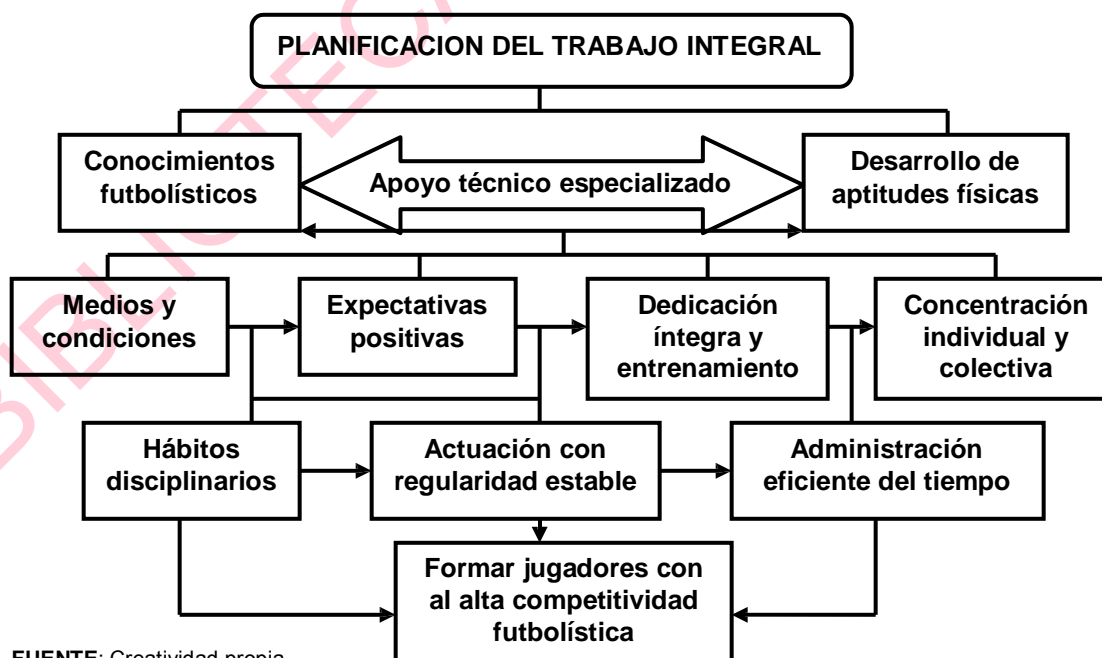 PLANIFICACION DEL TRABAJO INTEGRAL
Conocimientos
futbolísticos
Apoyo técnico especializado
Desarrollo de
aptitudes físicas
Medios y
condiciones
Expectativas
positivas
Dedicación
íntegra y
entrenamiento
Concentración
individual y
colectiva
Hábitos
disciplinarios
Actuación con
regularidad estable
Administración
eficiente del tiempo
Formar jugadores con
al alta competitividad
futbolística
FUENTE: Creatividad propia
BIBLIOTECA